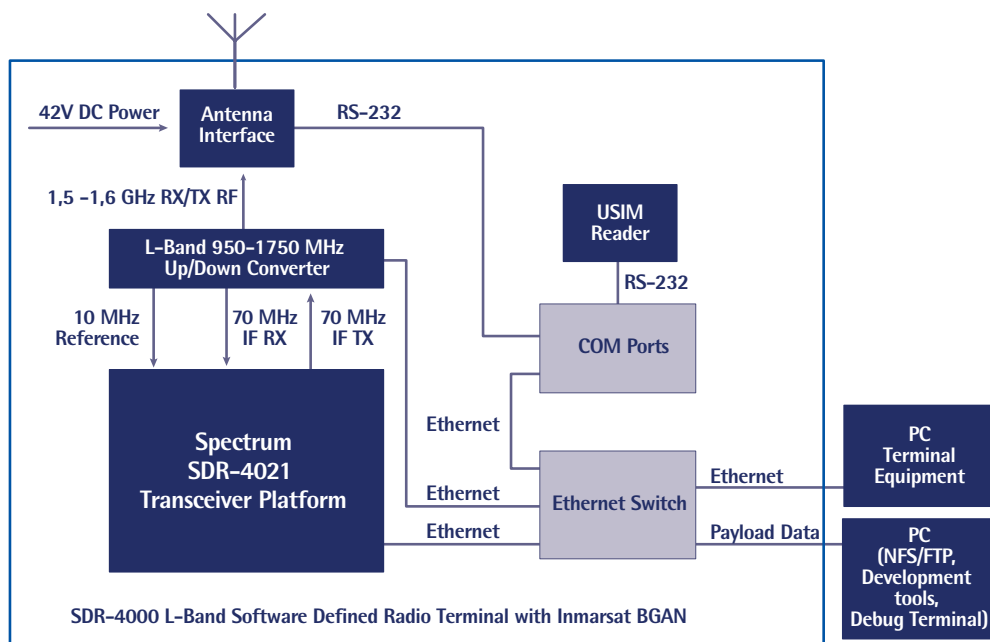 42V DC Power
Antenna
Interface
RS-232
1,5 -1,6 GHz RX/TX RF
USIM
Reader
L-Band 950-1750 MHz
Up/Down Converter
RS-232
10 MHz
Reference
70 MHz
IF RX
70 MHz
IF TX
COM Ports
Spectrum
SDR-4021
Transceiver Platform
Ethernet
Ethernet
Ethernet
Ethernet Switch
Ethernet
Payload Data
PC
Terminal
Equipment
PC
(NFS/FTP,
Development
tools,
Debug Terminal)
SDR-4000 L-Band Software Defined Radio Terminal with Inmarsat BGAN